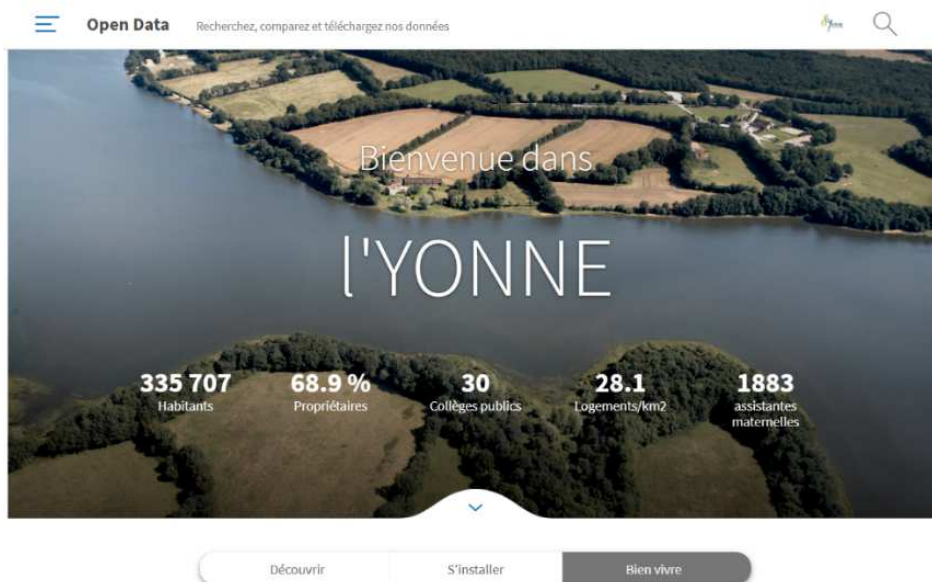 Open Data
Recherchez, comparez et téléchargez nos données
Bienvenue dans
l'YONNE
335 707
Habitants
68.9 %
Propriétaires
30
Collèges publics
28.1
Logements/km2
1883
assistantes
maternelles
Découvrir
S'installer
Bien vivre